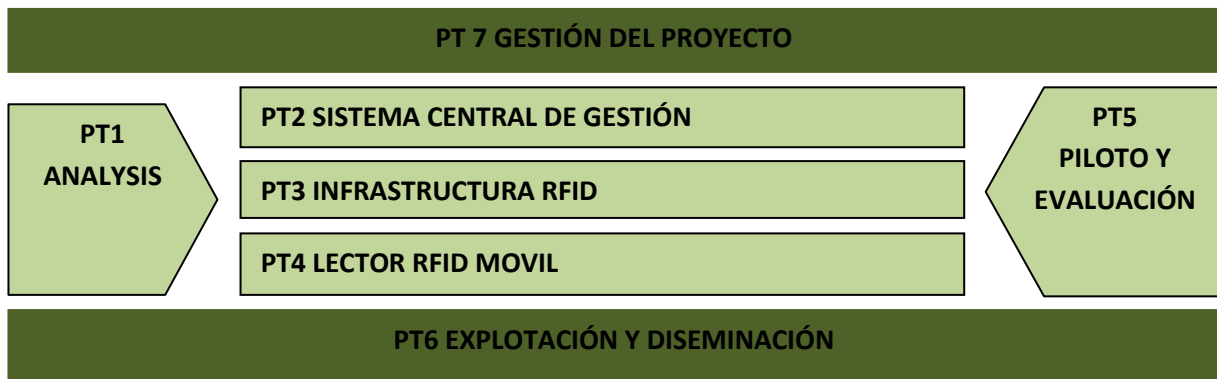 PT 7 GESTIÓN DEL PROYECTO
PT1
ANALYSIS
PT2 SISTEMA CENTRAL DE GESTIÓN
PT3 INFRASTRUCTURA RFID
PT4 LECTOR RFID MOVIL
PT5
PILOTO Y
EVALUACIÓN
PT6 EXPLOTACIÓN Y DISEMINACIÓN